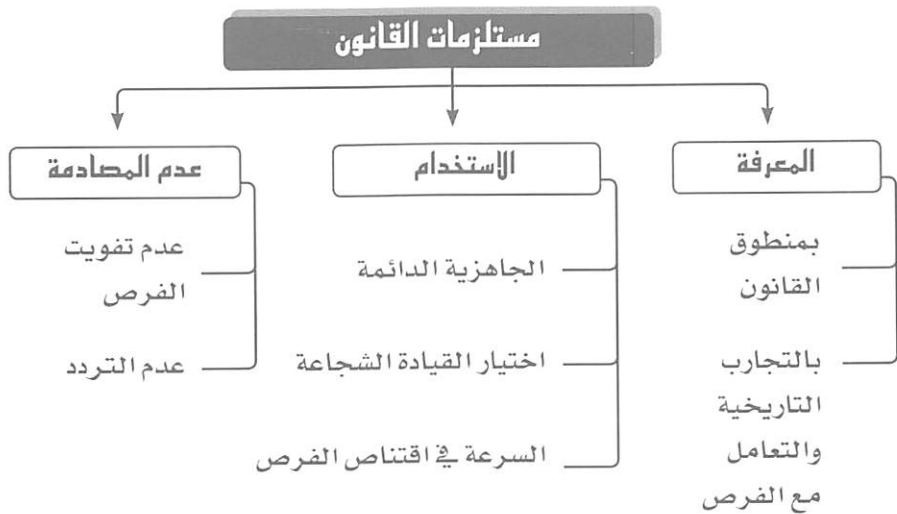 مستلزمات القانون
المعرفة
بمنطوق
القانون
بالتجارب
التاريخية
والتعامل
مع الفرص
الاستخدام
الجاهزية الدائمة
اختيار القيادة الشجاعة
السرعة في اقتناص الفرص
عدم المصادمة
عدم تفويت
الفرص
عدم التردد